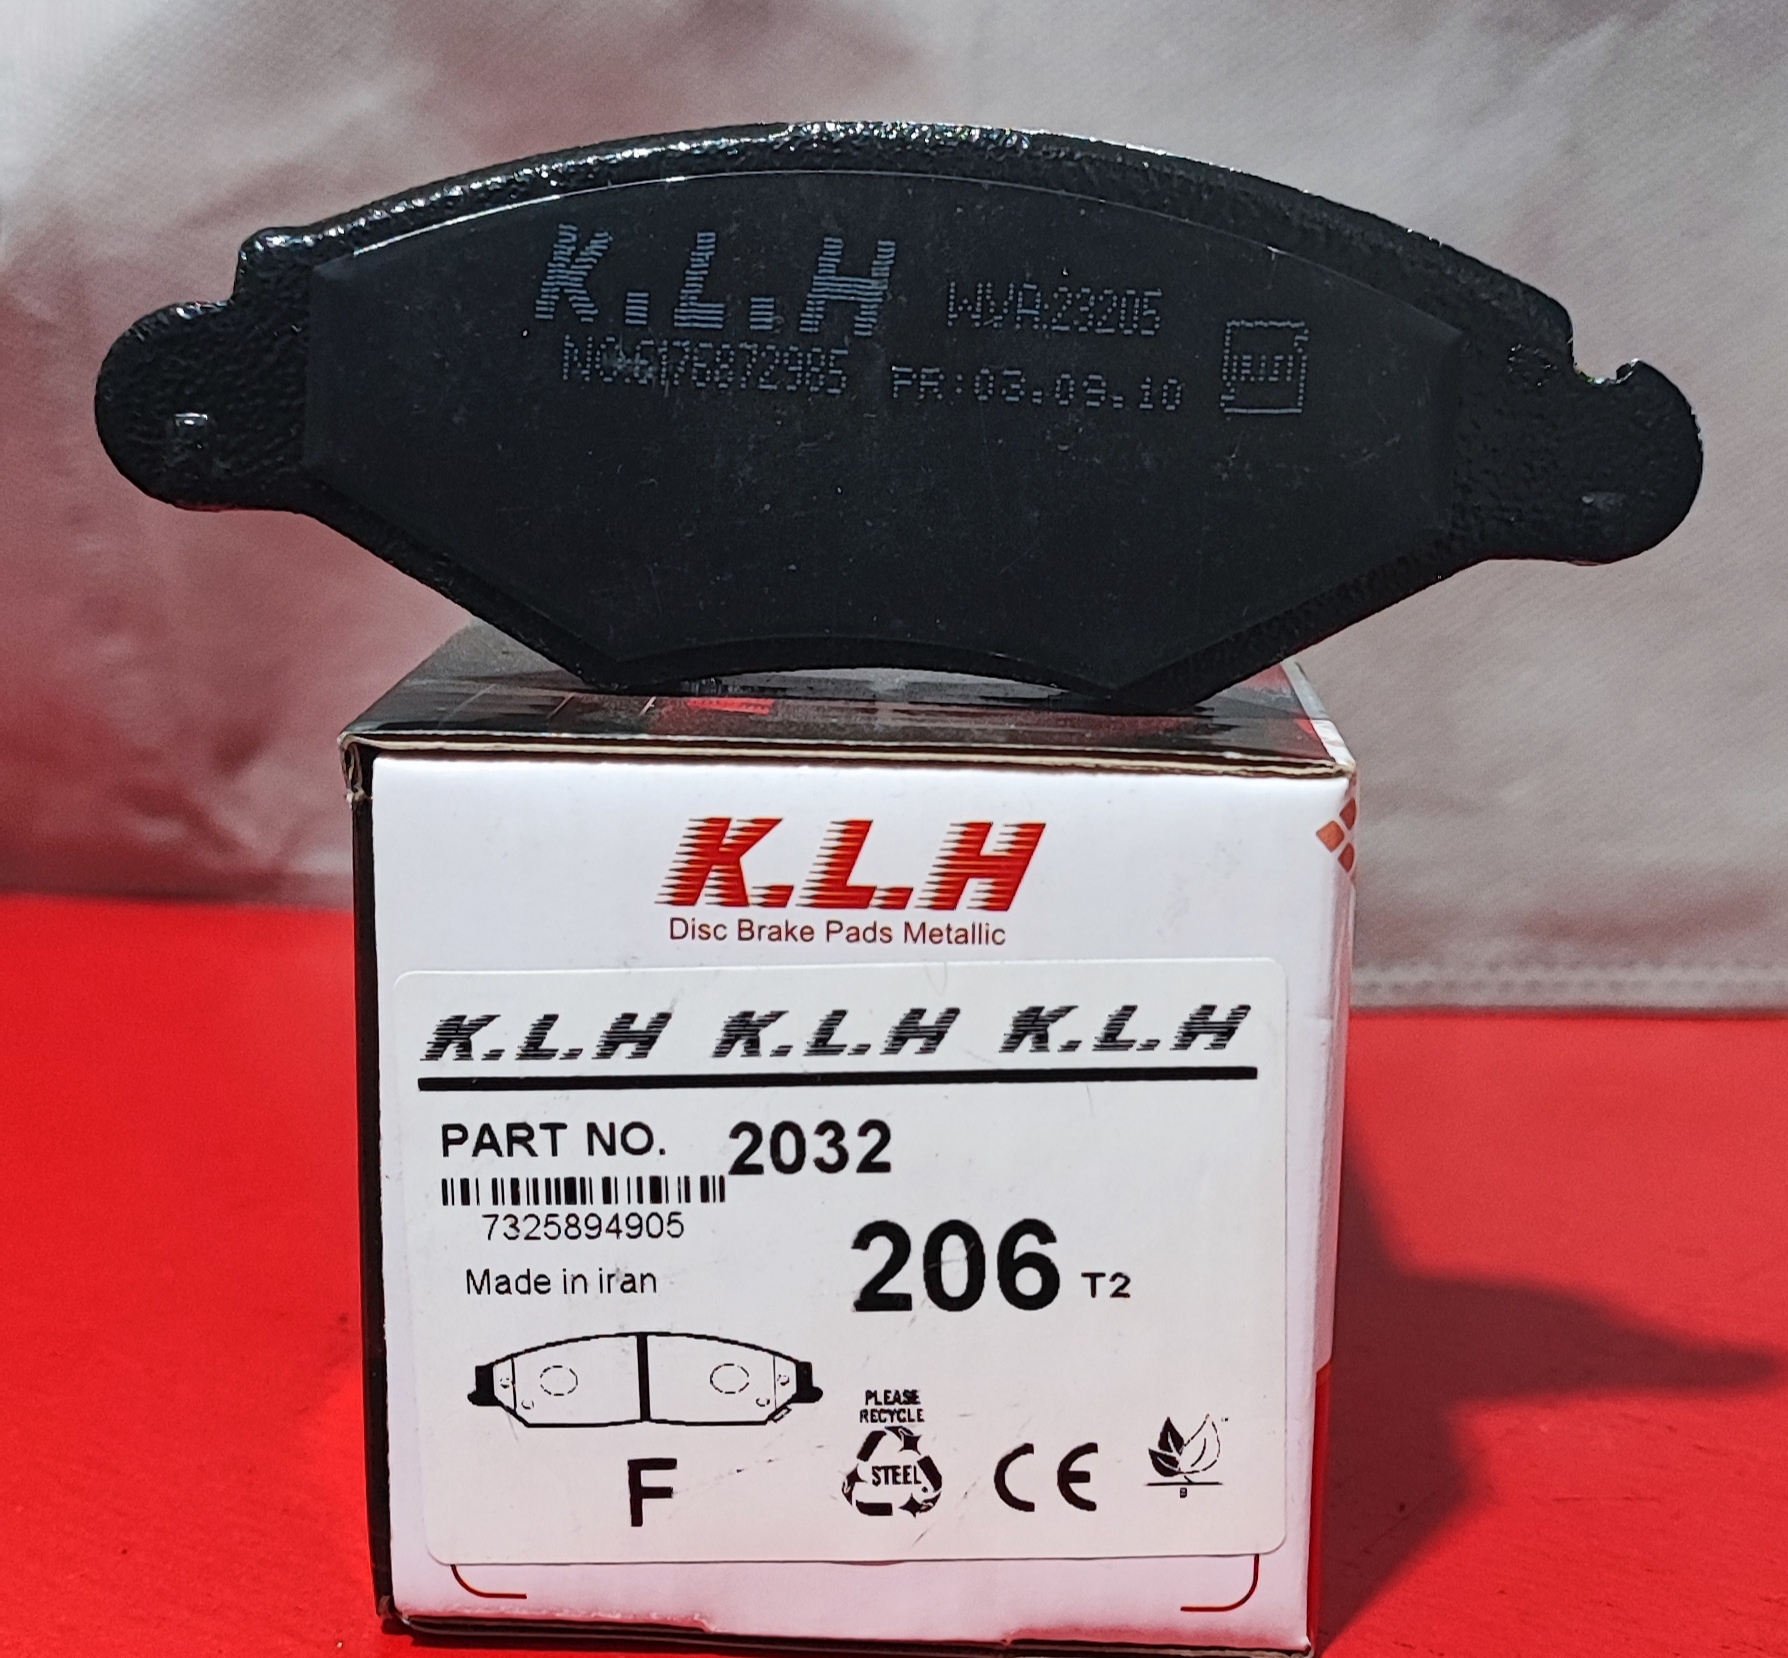 K.L.H WVA:23205
NO:6176872985 PR:03.09.10
K.L.H
Disc Brake Pads Metallic
K.L.H K.L.H K.L.H
PART NO. 2032
7325894905
206 T2
Made in iran
PLEASE
RECYCLE
STEEL
F
CE